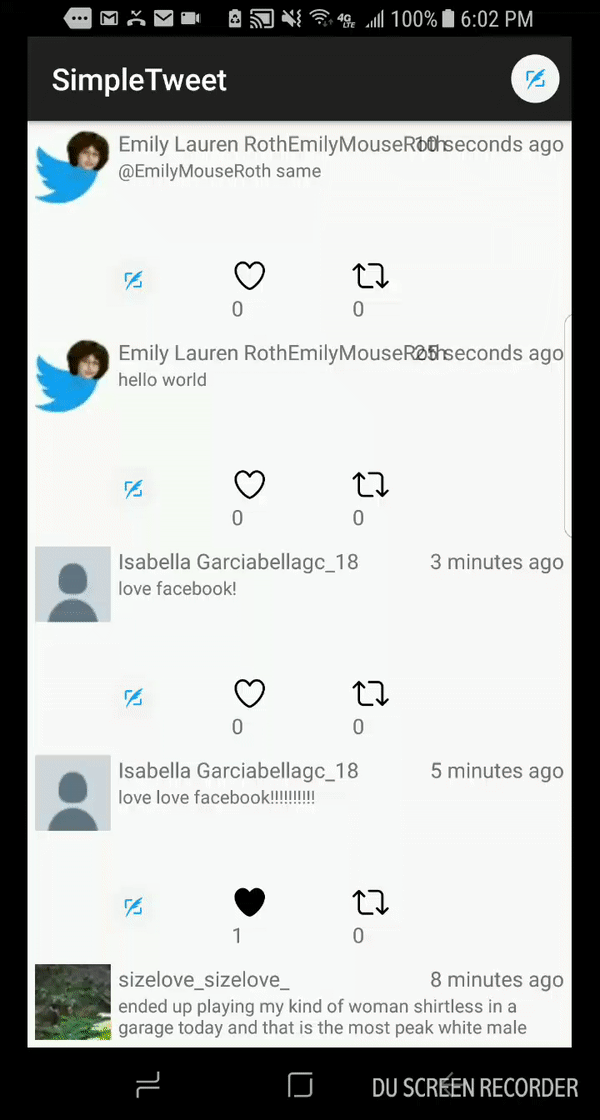 4G LTE 100% 6:02 PM
SimpleTweet
Emily Lauren RothEmilyMouseRoth 10 seconds ago
@EmilyMouseRoth same
0 0
Emily Lauren RothEmilyMouseRoth 25 seconds ago
hello world
0 0
Isabella Garciabellagc_18 3 minutes ago
love facebook!
0 0
Isabella Garciabellagc_18 5 minutes ago
love love facebook!!!!!!!!!!
1 0
sizelove_sizelove_ 8 minutes ago
ended up playing my kind of woman shirtless in a
garage today and that is the most peak white male
DU SCREEN RECORDER